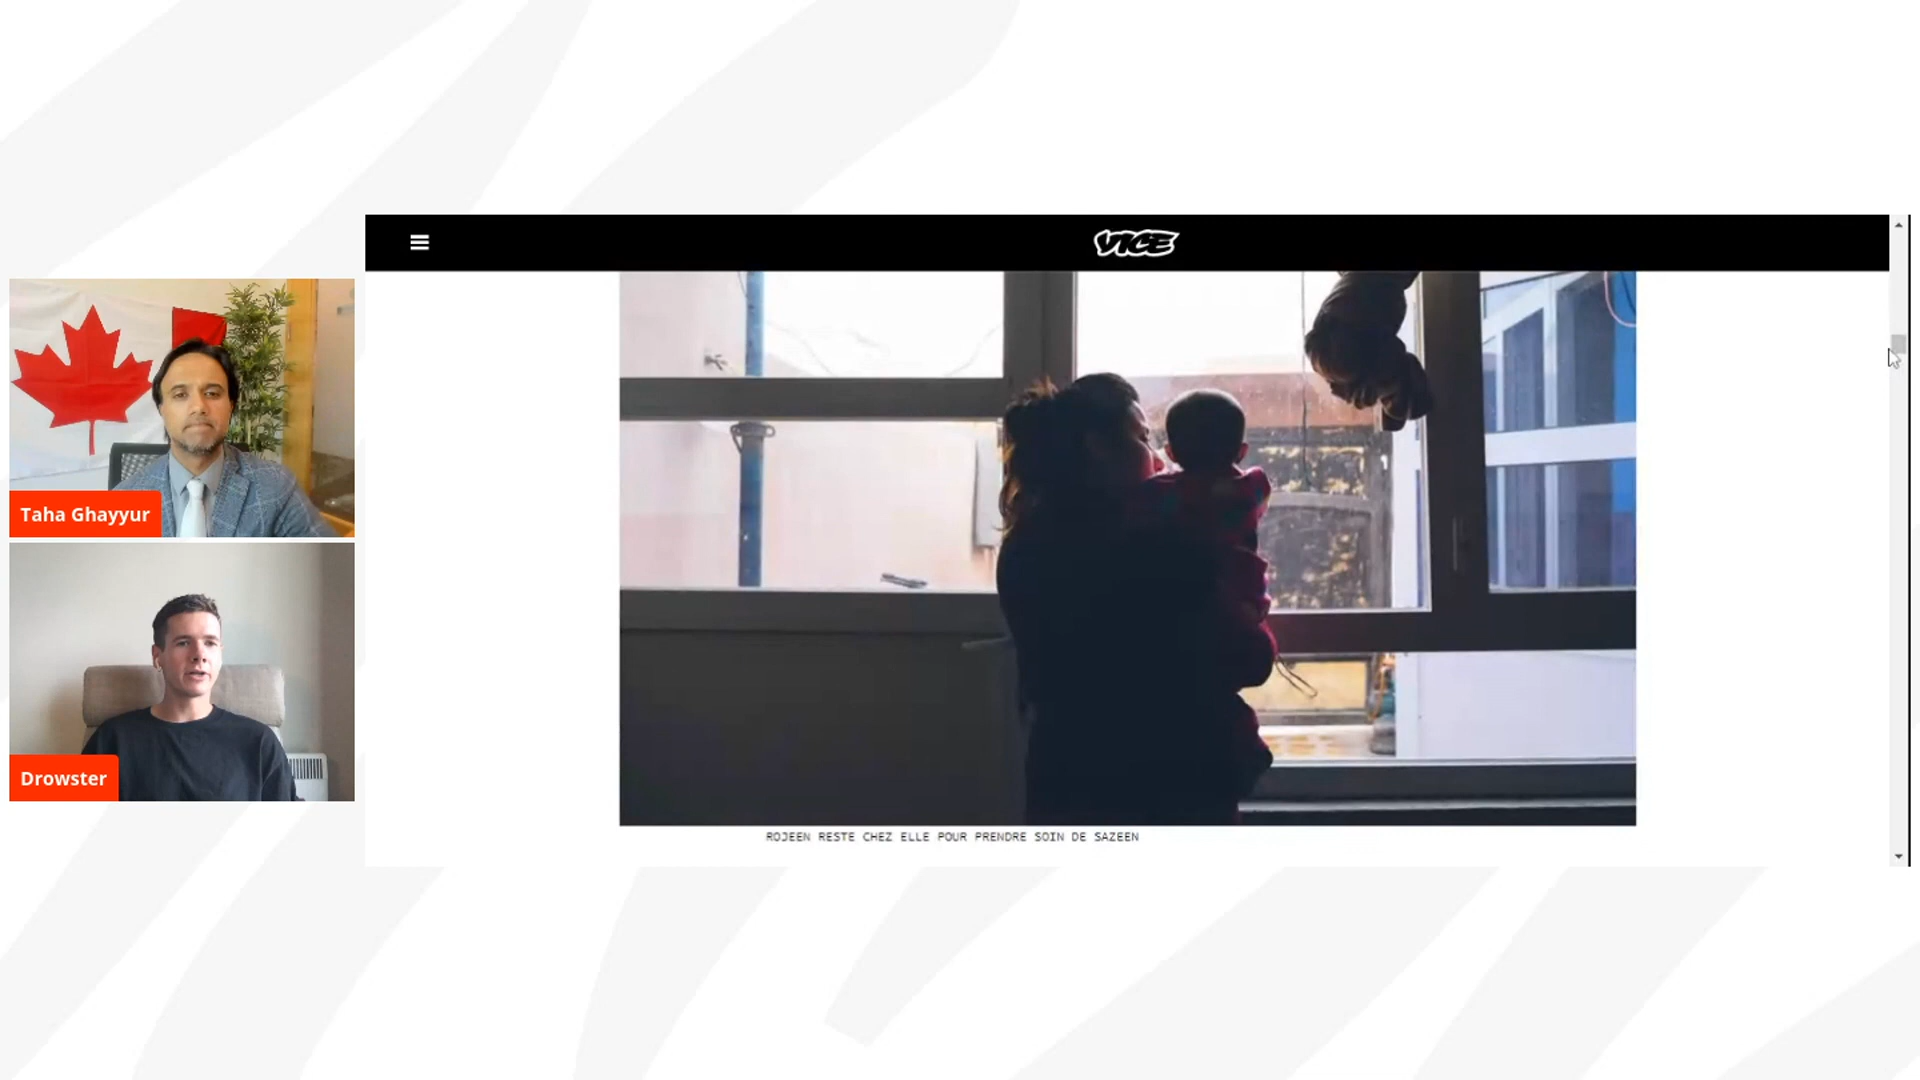 VICE
Taha Ghayyur
Drowster
ROJEEN RESTE CHEZ ELLE POUR PRENDRE SOIN DE SAZEEN